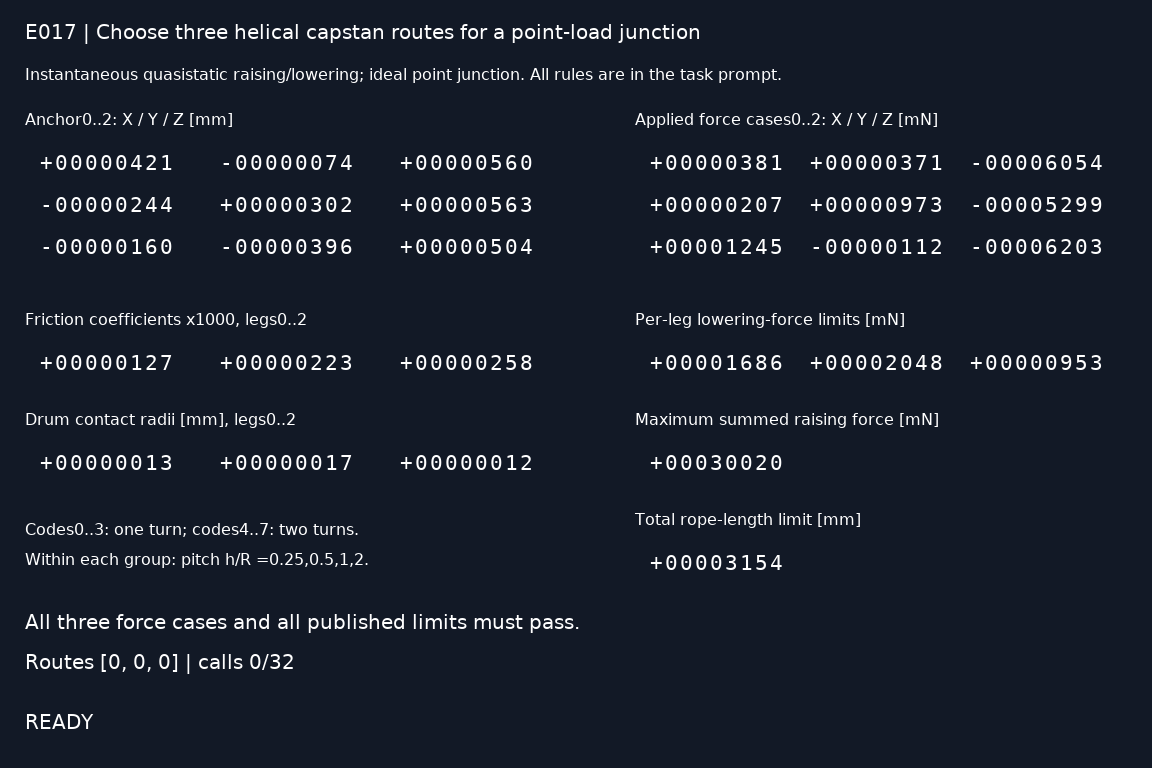 E017 | Choose three helical capstan routes for a point-load junction
Instantaneous quasistatic raising/lowering; ideal point junction. All rules are in the task prompt.
Anchor0..2: X / Y / Z [mm]
+00000421 -00000074 +00000560
-00000244 +00000302 +00000563
-00000160 -00000396 +00000504
Applied force cases0..2: X / Y / Z [mN]
+00000381 +00000371 -00006054
+00000207 +00000973 -00005299
+00001245 -00000112 -00006203
Friction coefficients x1000, legs0..2
+00000127 +00000223 +00000258
Per-leg lowering-force limits [mN]
+00001686 +00002048 +00000953
Drum contact radii [mm], legs0..2
+00000013 +00000017 +00000012
Maximum summed raising force [mN]
+00030020
Codes0..3: one turn; codes4..7: two turns.
Within each group: pitch h/R =0.25,0.5,1,2.
Total rope-length limit [mm]
+00003154
All three force cases and all published limits must pass.
Routes [0, 0, 0] | calls 0/32
READY